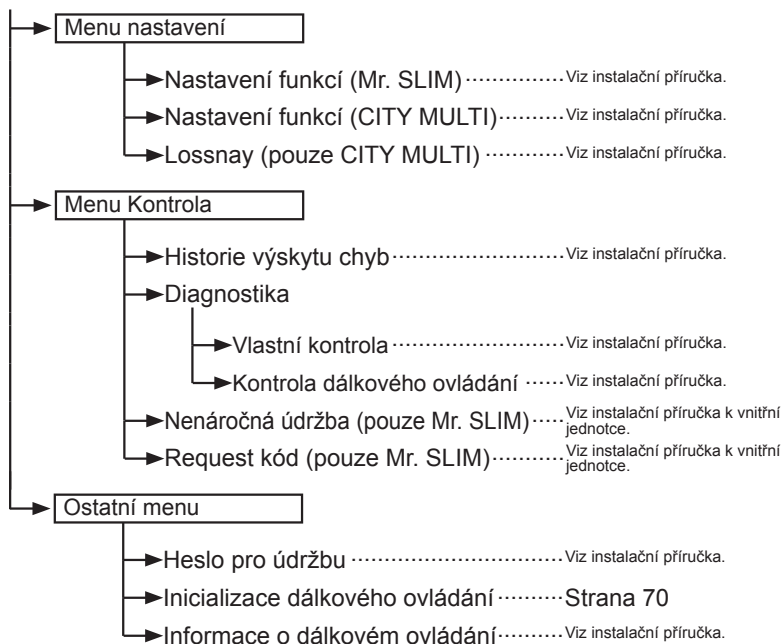 Menu nastavení
Nastavení funkcí (Mr. SLIM) ··············· Viz instalační příručka.
Nastavení funkcí (CITY MULTI) ·········· Viz instalační příručka.
Lossnay (pouze CITY MULTI) ············ Viz instalační příručka.
Menu Kontrola
Historie výskytu chyb ·························· Viz instalační příručka.
Diagnostika
Vlastní kontrola ·························· Viz instalační příručka.
Kontrola dálkového ovládání ······ Viz instalační příručka.
Nenáročná údržba (pouze Mr. SLIM) ····· Viz instalační příručka k vnitřní
jednotce.
Request kód (pouze Mr. SLIM) ··········· Viz instalační příručka k vnitřní
jednotce.
Ostatní menu
Heslo pro údržbu ································ Viz instalační příručka.
Inicializace dálkového ovládání ·········· Strana 70
Informace o dálkovém ovládání ·········· Viz instalační příručka.